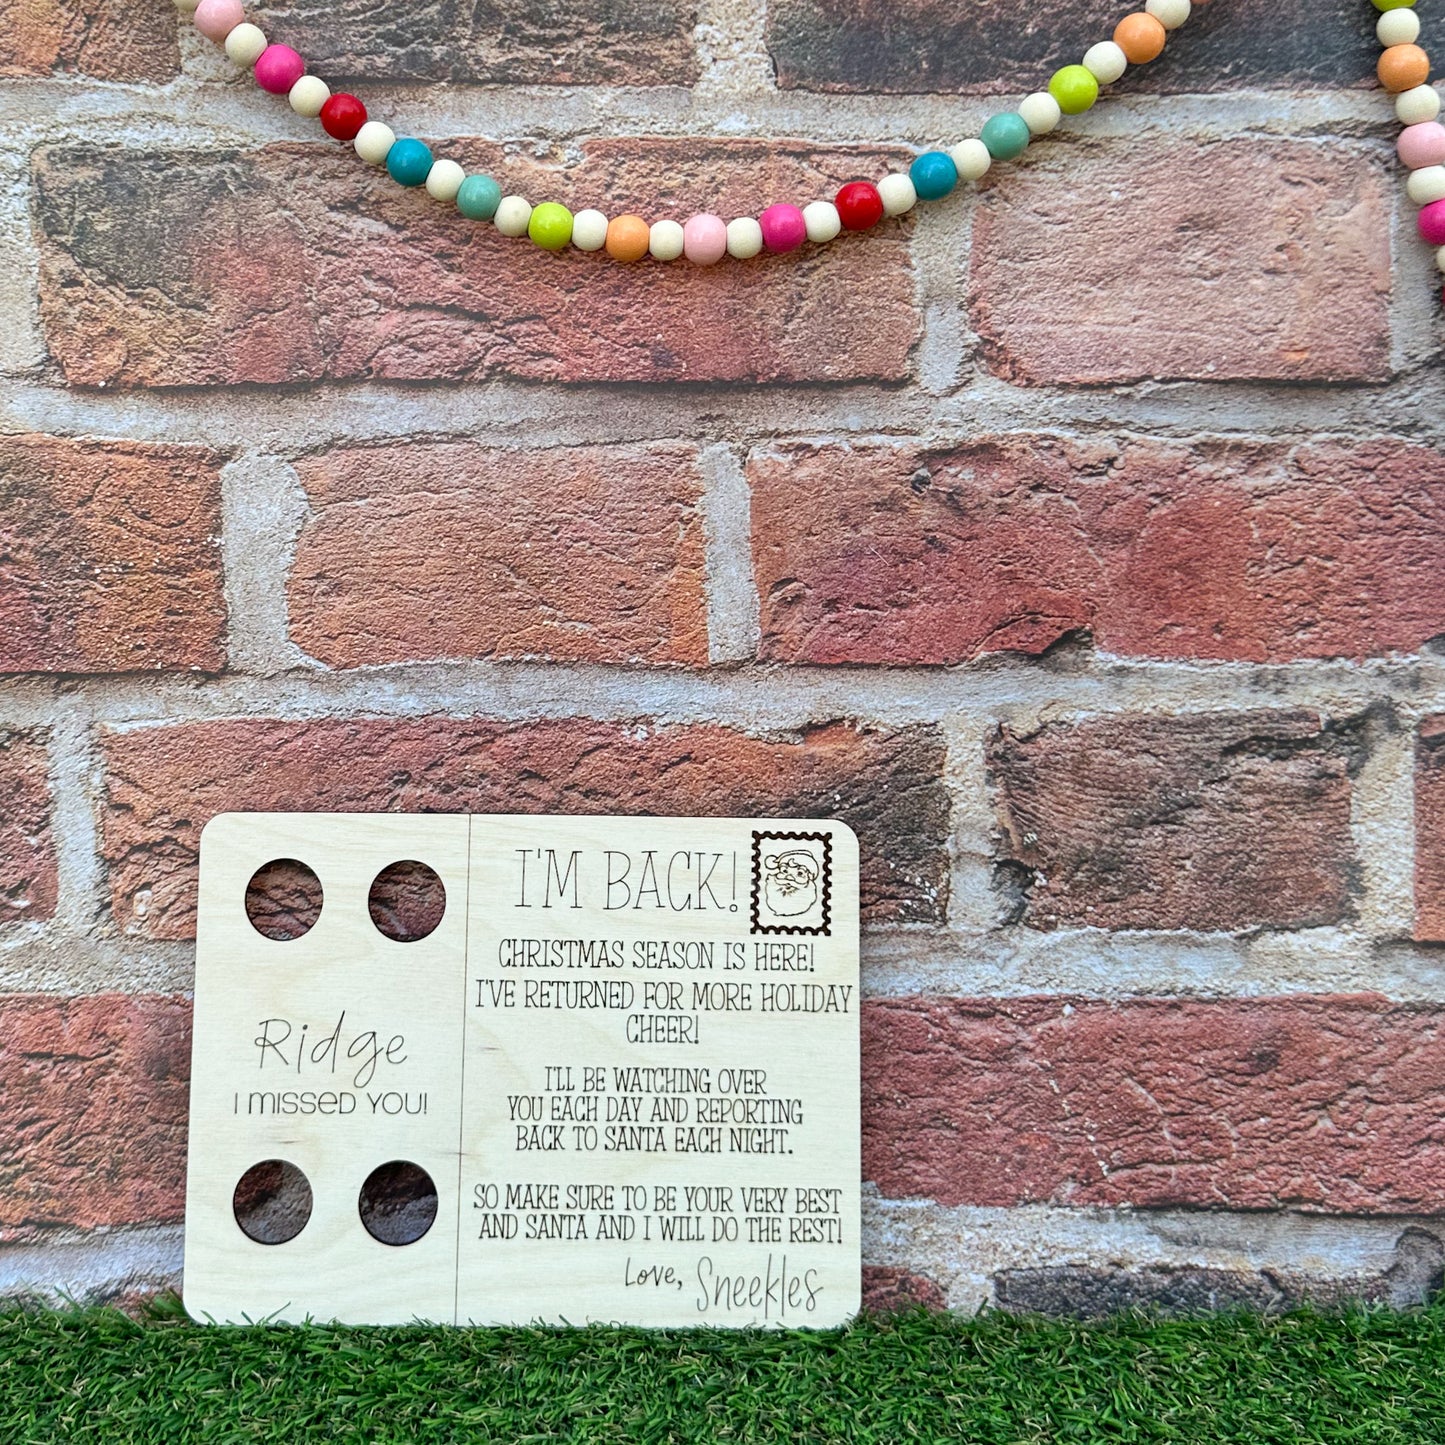 Ridge
I MISSED YOU!
I'M BACK!
CHRISTMAS SEASON IS HERE!
I'VE RETURNED FOR MORE HOLIDAY
CHEER!
I'LL BE WATCHING OVER
YOU EACH DAY AND REPORTING
BACK TO SANTA EACH NIGHT.
SO MAKE SURE TO BE YOUR VERY BEST
AND SANTA AND I WILL DO THE REST!
Love, Sneekles